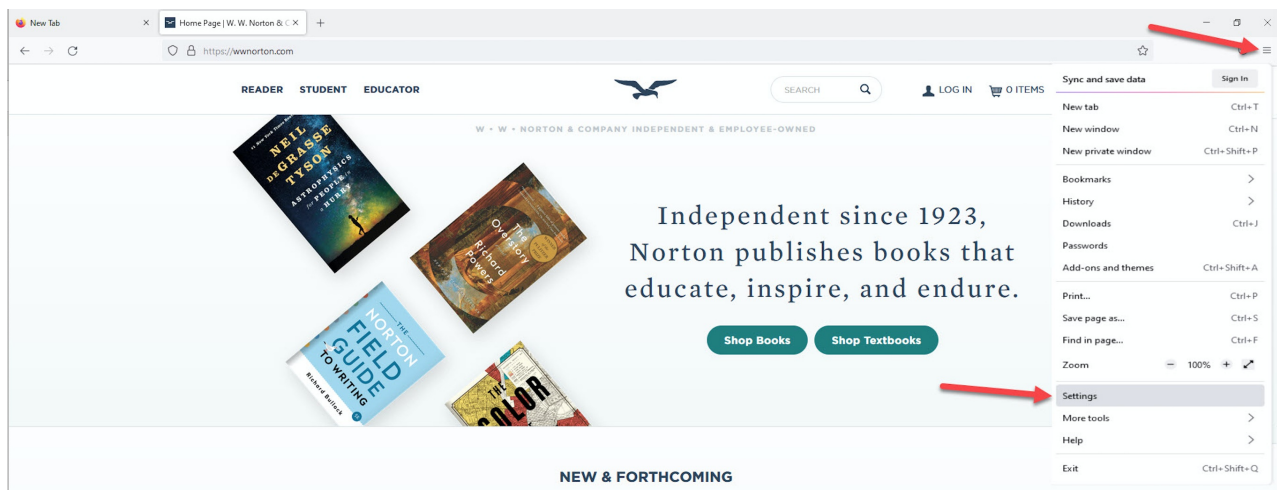 New Tab
Home Page | W. W. Norton & C
https://wwnorton.com
READER STUDENT EDUCATOR
SEARCH
LOG IN
0 ITEMS
W • W • NORTON & COMPANY INDEPENDENT & EMPLOYEE-OWNED
#1 New York Times Bestseller
NEIL
DEGRASSE
TYSON
ASTROPHYSICS
for PEOPLE in
a HURRY
The
Overstory
Richard
Powers
THE
NORTON
FIELD
GUIDE
TO WRITING
Richard Bullock
THE
COLOR
Independent since 1923,
Norton publishes books that
educate, inspire, and endure.
Shop Books
Shop Textbooks
NEW & FORTHCOMING
Sync and save data Sign In
New tab Ctrl+T
New window Ctrl+N
New private window Ctrl+Shift+P
Bookmarks
History
Downloads Ctrl+J
Passwords
Add-ons and themes Ctrl+Shift+A
Print... Ctrl+P
Save page as... Ctrl+S
Find in page... Ctrl+F
Zoom − 100% +
Settings
More tools
Help
Exit Ctrl+Shift+Q